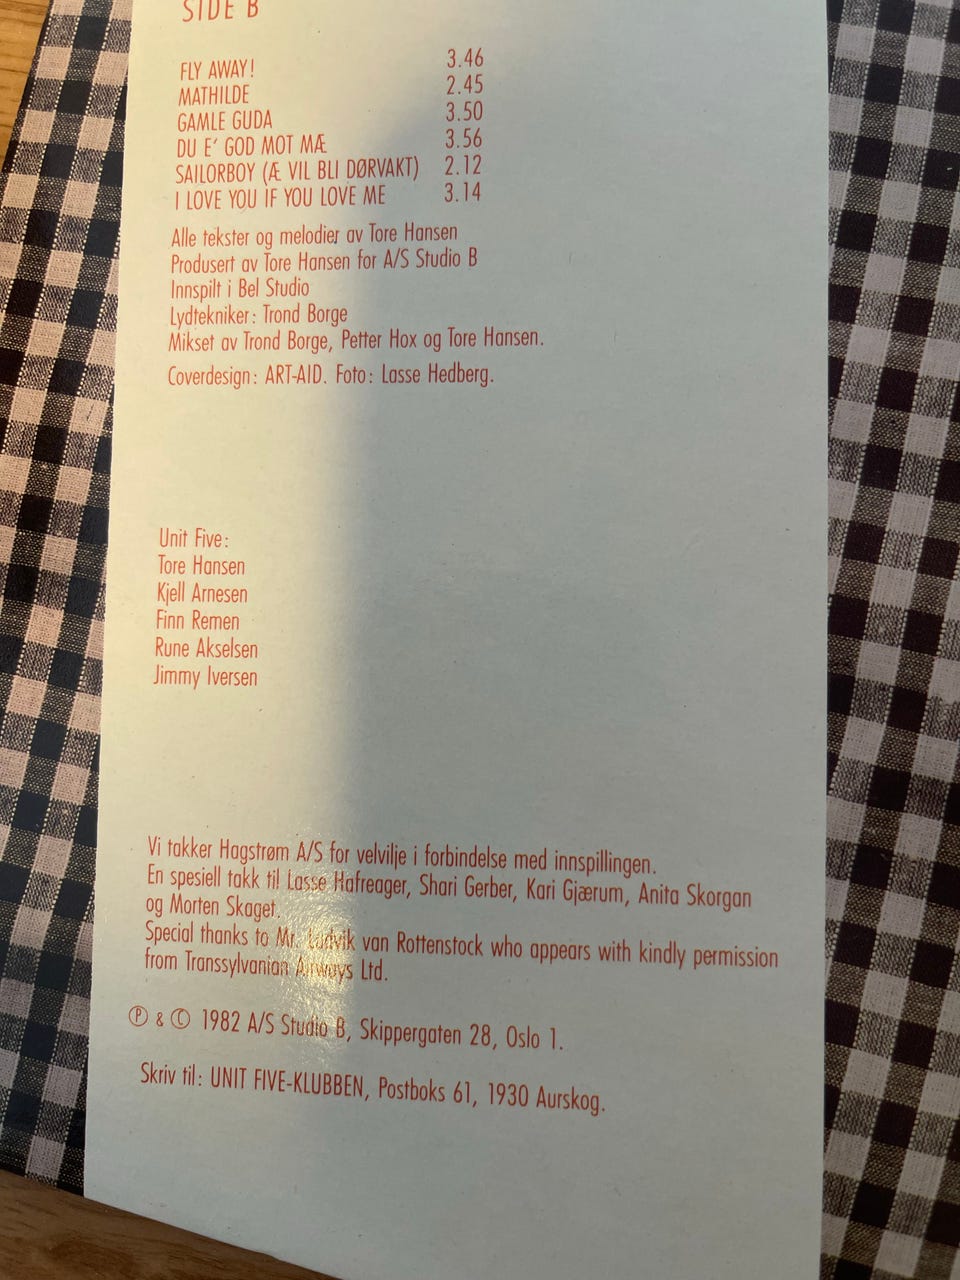 SIDE B
FLY AWAY! 3.46
MATHILDE 2.45
GAMLE GUDA 3.50
DU E' GOD MOT MÆ 3.56
SAILORBOY (Æ VIL BLI DØRVAKT) 2.12
I LOVE YOU IF YOU LOVE ME 3.14
Alle tekster og melodier av Tore Hansen
Produsert av Tore Hansen for A/S Studio B
Innspilt i Bel Studio
Lydtekniker: Trond Borge
Mikset av Trond Borge, Petter Hox og Tore Hansen.
Coverdesign: ART-AID. Foto: Lasse Hedberg.
Unit Five:
Tore Hansen
Kjell Arnesen
Finn Remen
Rune Akselsen
Jimmy Iversen
Vi takker Hagstrøm A/S for velvilje i forbindelse med innspillingen.
En spesiell takk til Lasse Hafreager, Shari Gerber, Kari Gjærum, Anita Skorgan
og Morten Skaget.
Special thanks to Mr. Ludvik van Rottenstock who appears with kindly permission
from Transsylvanian Airways Ltd.
Ⓟ & © 1982 A/S Studio B, Skippergaten 28, Oslo 1.
Skriv til: UNIT FIVE-KLUBBEN, Postboks 61, 1930 Aurskog.